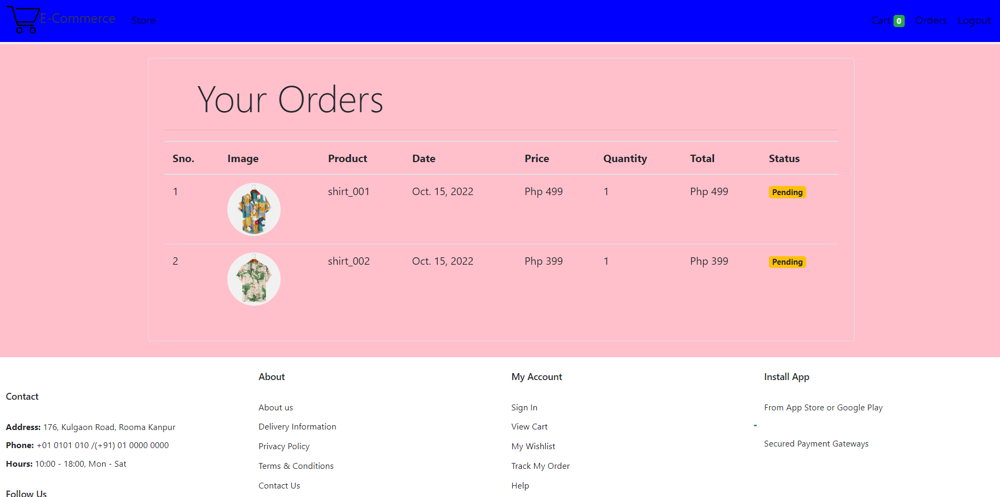 E-Commerce Store Cart 0 Orders Logout
Your Orders
Sno. Image Product Date Price Quantity Total Status
1 shirt_001 Oct. 15, 2022 Php 499 1 Php 499 Pending
2 shirt_002 Oct. 15, 2022 Php 399 1 Php 399 Pending
Contact
Address: 176, Kulgaon Road, Rooma Kanpur
Phone: +01 0101 010 /(+91) 01 0000 0000
Hours: 10:00 - 18:00, Mon - Sat
Follow Us
About
About us
Delivery Information
Privacy Policy
Terms & Conditions
Contact Us
My Account
Sign In
View Cart
My Wishlist
Track My Order
Help
Install App
From App Store or Google Play
Secured Payment Gateways